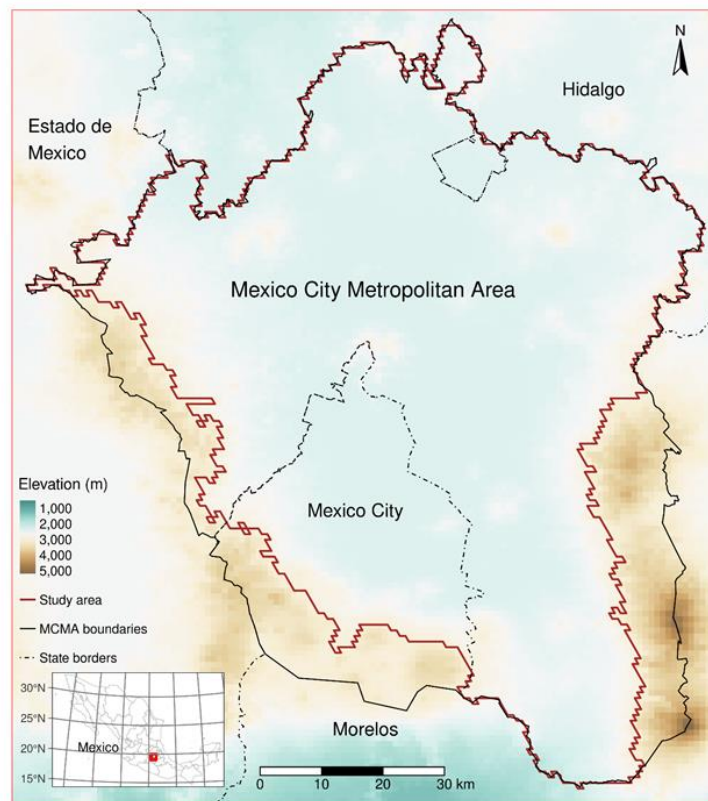 N
Hidalgo
Estado de
Mexico
Mexico City Metropolitan Area
Elevation (m)
1,000
2,000
3,000
4,000
5,000
Mexico City
Study area
MCMA boundaries
State borders
30°N
25°N
20°N
15°N
Mexico
Morelos
0 10 20 30 km